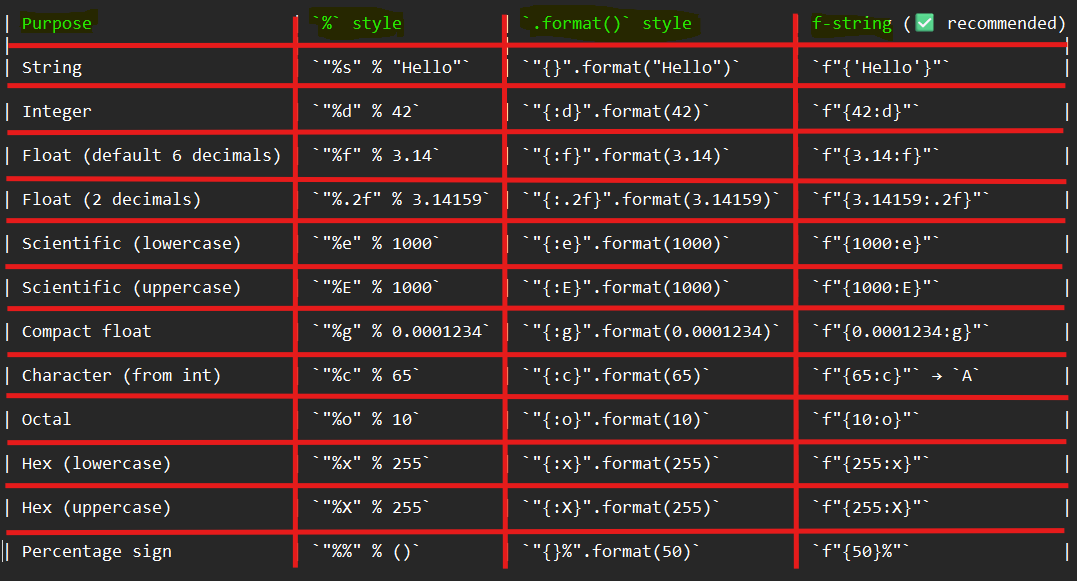 | Purpose | `%` style | `.format()` style | f-string (✅ recommended)
| String | `"%s" % "Hello"` | `"{}".format("Hello")` | `f"{'Hello'}"` |
| Integer | `"%d" % 42` | `"{:d}".format(42)` | `f"{42:d}"` |
| Float (default 6 decimals) | `"%f" % 3.14` | `"{:f}".format(3.14)` | `f"{3.14:f}"` |
| Float (2 decimals) | `"%.2f" % 3.14159` | `"{:.2f}".format(3.14159)` | `f"{3.14159:.2f}"` |
| Scientific (lowercase) | `"%e" % 1000` | `"{:e}".format(1000)` | `f"{1000:e}"` |
| Scientific (uppercase) | `"%E" % 1000` | `"{:E}".format(1000)` | `f"{1000:E}"` |
| Compact float | `"%g" % 0.0001234` | `"{:g}".format(0.0001234)` | `f"{0.0001234:g}"` |
| Character (from int) | `"%c" % 65` | `"{:c}".format(65)` | `f"{65:c}"` → `A` |
| Octal | `"%o" % 10` | `"{:o}".format(10)` | `f"{10:o}"` |
| Hex (lowercase) | `"%x" % 255` | `"{:x}".format(255)` | `f"{255:x}"` |
| Hex (uppercase) | `"%X" % 255` | `"{:X}".format(255)` | `f"{255:X}"` |
| Percentage sign | `"%%" % ()` | `"{}%".format(50)` | `f"{50}%"` |